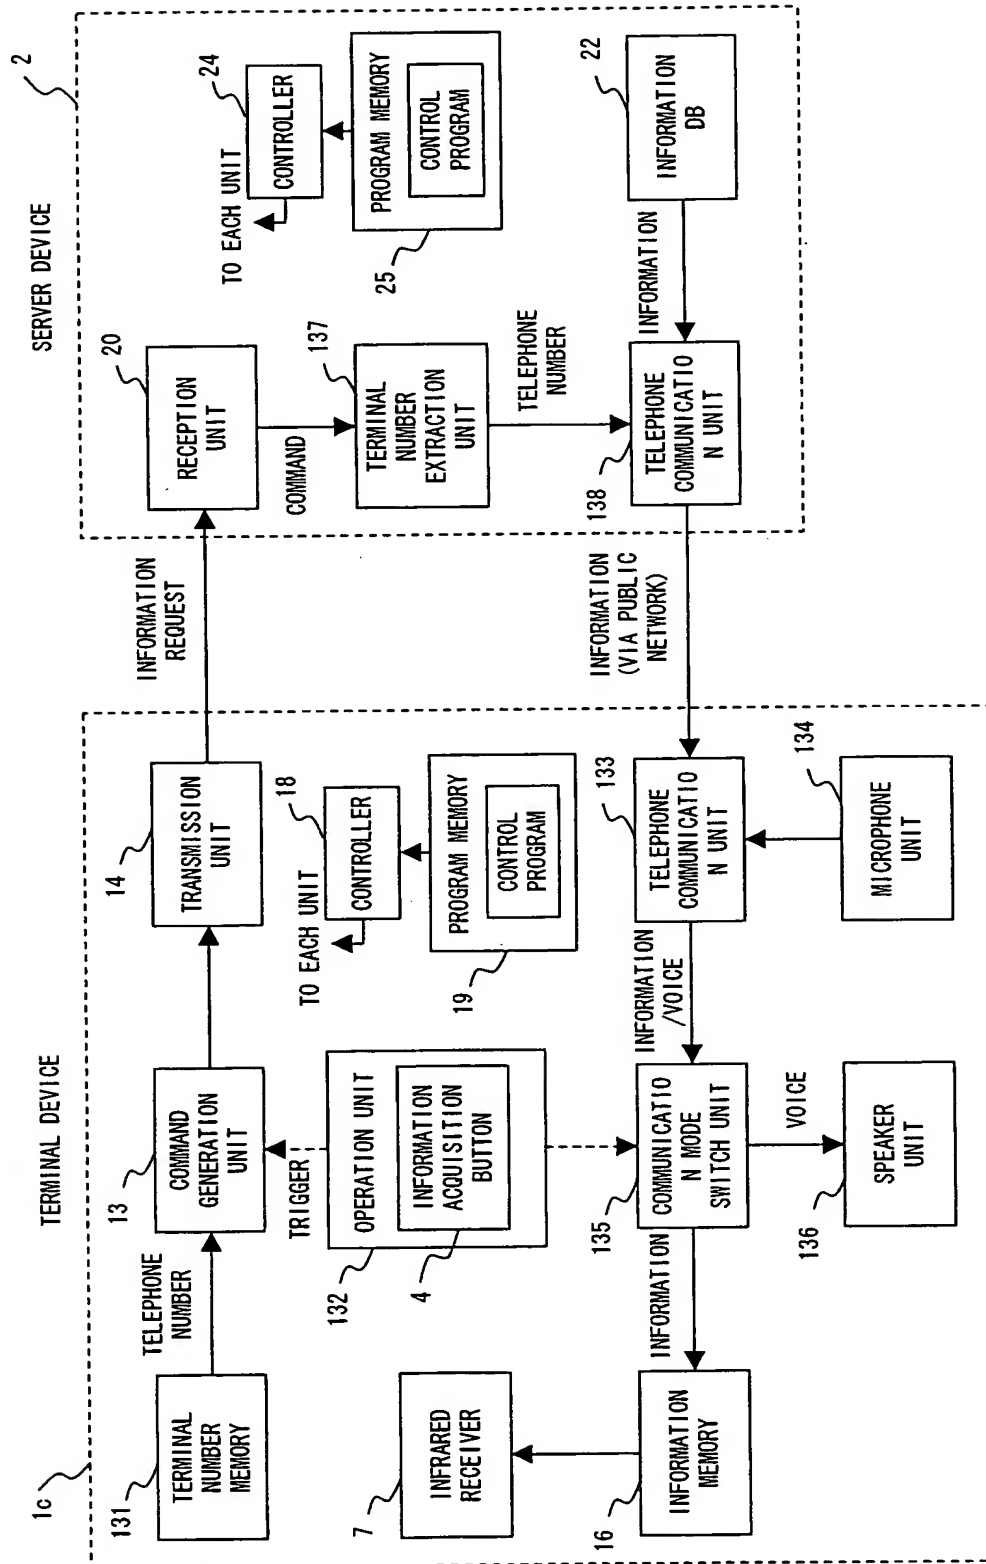 TERMINAL DEVICE
SERVER DEVICE
1c
2
131
TERMINAL
NUMBER
MEMORY
TELEPHONE
NUMBER
13
COMMAND
GENERATION
UNIT
14
TRANSMISSION
UNIT
INFORMATION
REQUEST
20
RECEPTION
UNIT
TRIGGER
COMMAND
132
OPERATION UNIT
INFORMATION
ACQUISITION
BUTTON
4
TO EACH UNIT
18
CONTROLLER
PROGRAM MEMORY
CONTROL
PROGRAM
19
137
TERMINAL
NUMBER
EXTRACTION
UNIT
TELEPHONE
NUMBER
TO EACH UNIT
24
CONTROLLER
PROGRAM MEMORY
CONTROL
PROGRAM
25
7
INFRARED
RECEIVER
16
INFORMATION
MEMORY
INFORMATION
135
COMMUNICATIO
N MODE
SWITCH UNIT
INFORMATION
/VOICE
133
TELEPHONE
COMMUNICATIO
N UNIT
INFORMATION
(VIA PUBLIC
NETWORK)
138
TELEPHONE
COMMUNICATIO
N UNIT
INFORMATION
22
INFORMATION
DB
VOICE
136
SPEAKER
UNIT
134
MICROPHONE
UNIT